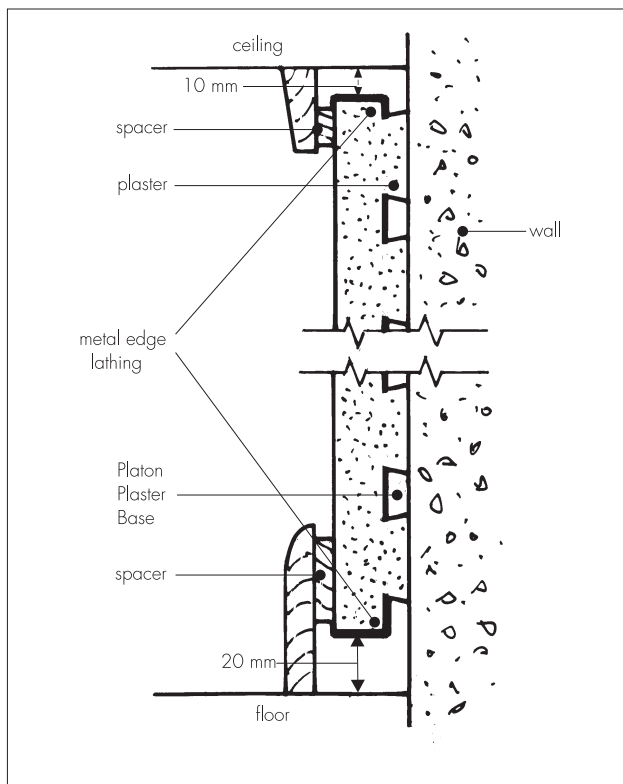 ceiling
10 mm
spacer
plaster
wall
metal edge
lathing
Platon
Plaster
Base
spacer
20 mm
floor